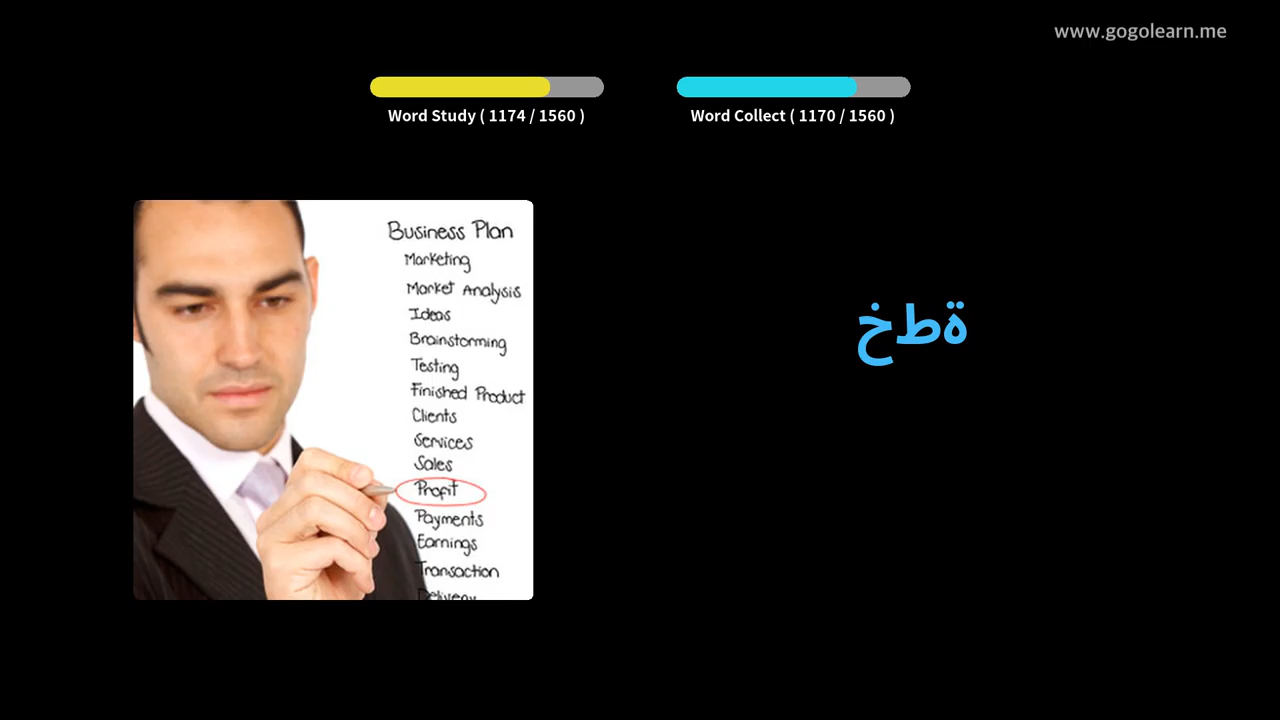 www.gogolearn.me
Word Study ( 1174 / 1560 )
Word Collect ( 1170 / 1560 )
Business Plan
Marketing
Market Analysis
Ideas
Brainstorming
Testing
Finished Product
Clients
Services
Sales
Profit
Payments
Earnings
Transaction
Delivery
خطة